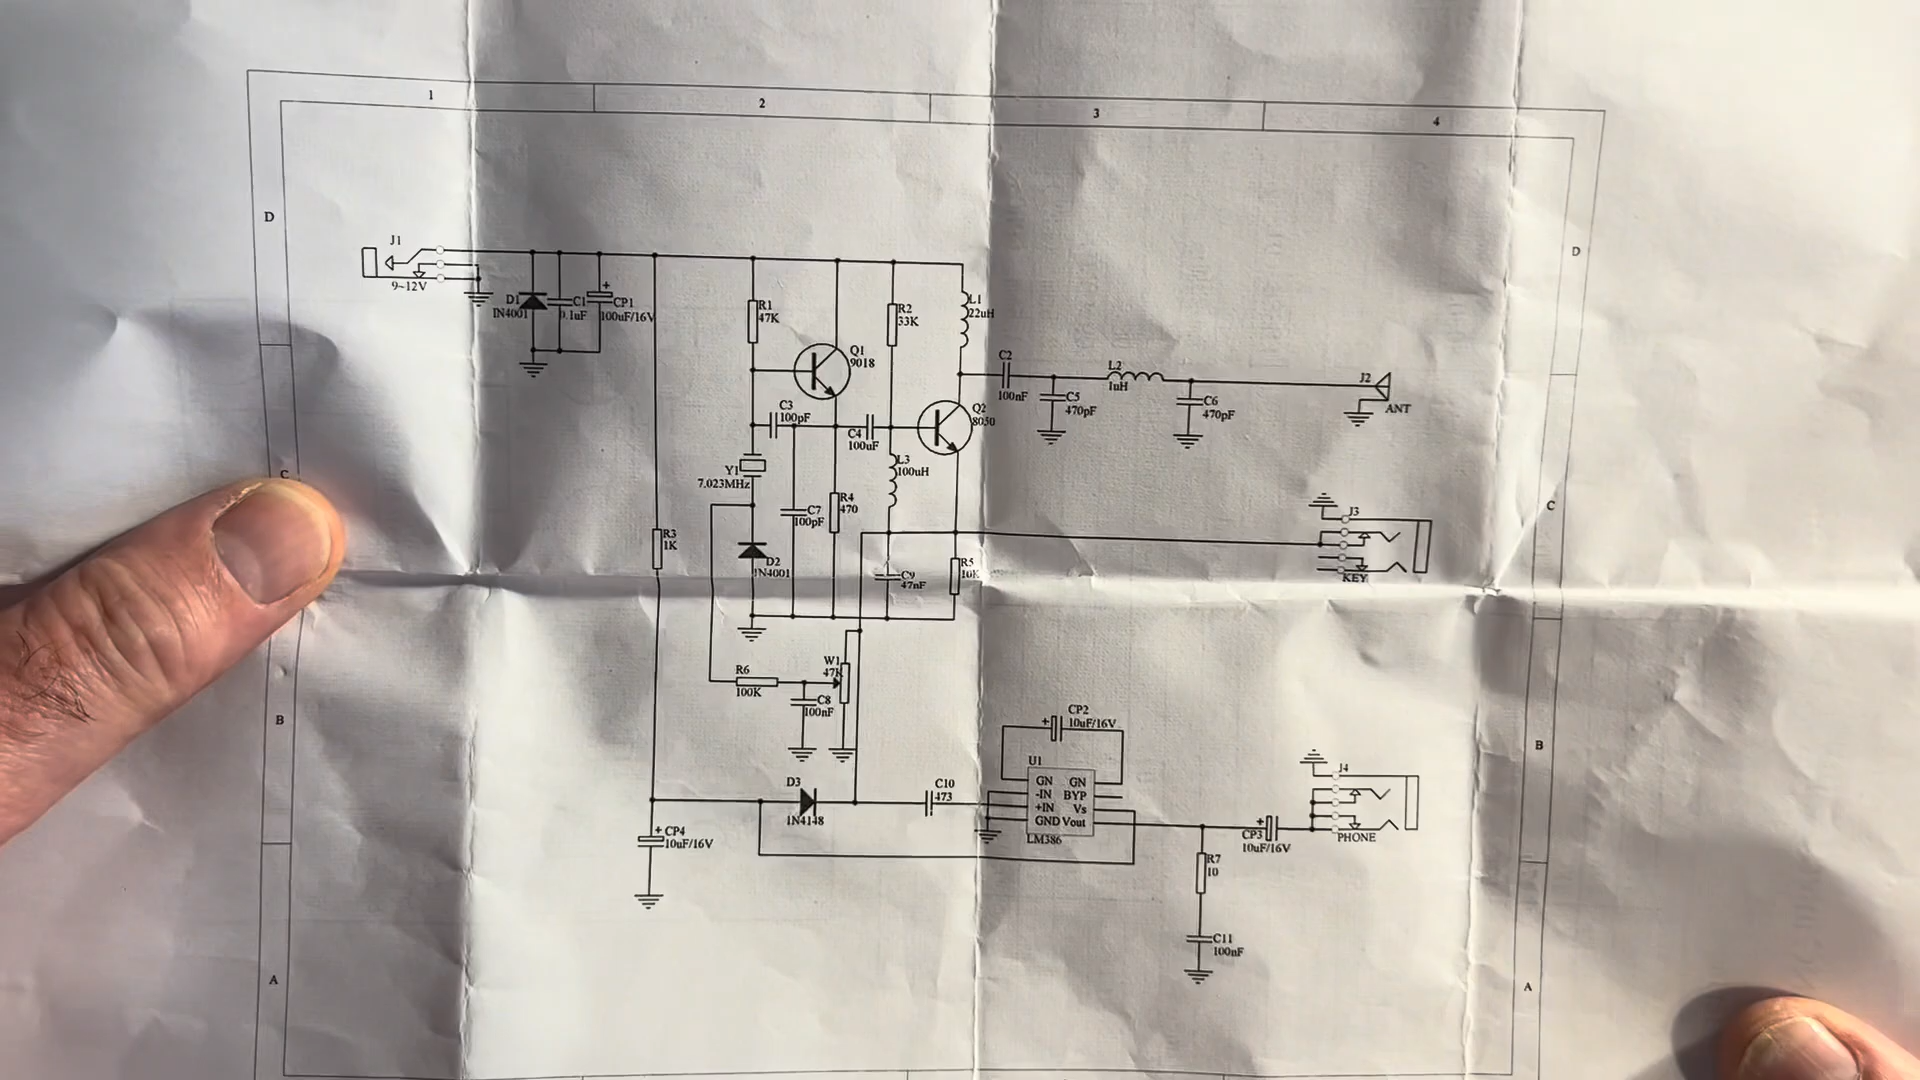 1
2
3
4
D
D
J1
9~12V
D1
IN4001
C1
0.1uF
CP1
100uF/16V
R1
47K
Q1
9018
R2
33K
L1
22uH
C2
100nF
L2
1uH
C5
470pF
C6
470pF
J2
ANT
C3
100pF
C4
100uF
Q2
8050
C
C
Y1
7.023MHz
L3
100uH
R4
470
C7
100pF
R3
1K
D2
1N4001
C9
47nF
R5
10K
J3
KEY
W1
47K
R6
100K
C8
100nF
B
B
CP2
10uF/16V
U1
GN GN
-IN BYP
+IN Vs
GND Vout
LM386
D3
1N4148
C10
473
J4
PHONE
CP4
10uF/16V
CP3
10uF/16V
R7
10
C11
100nF
A
A